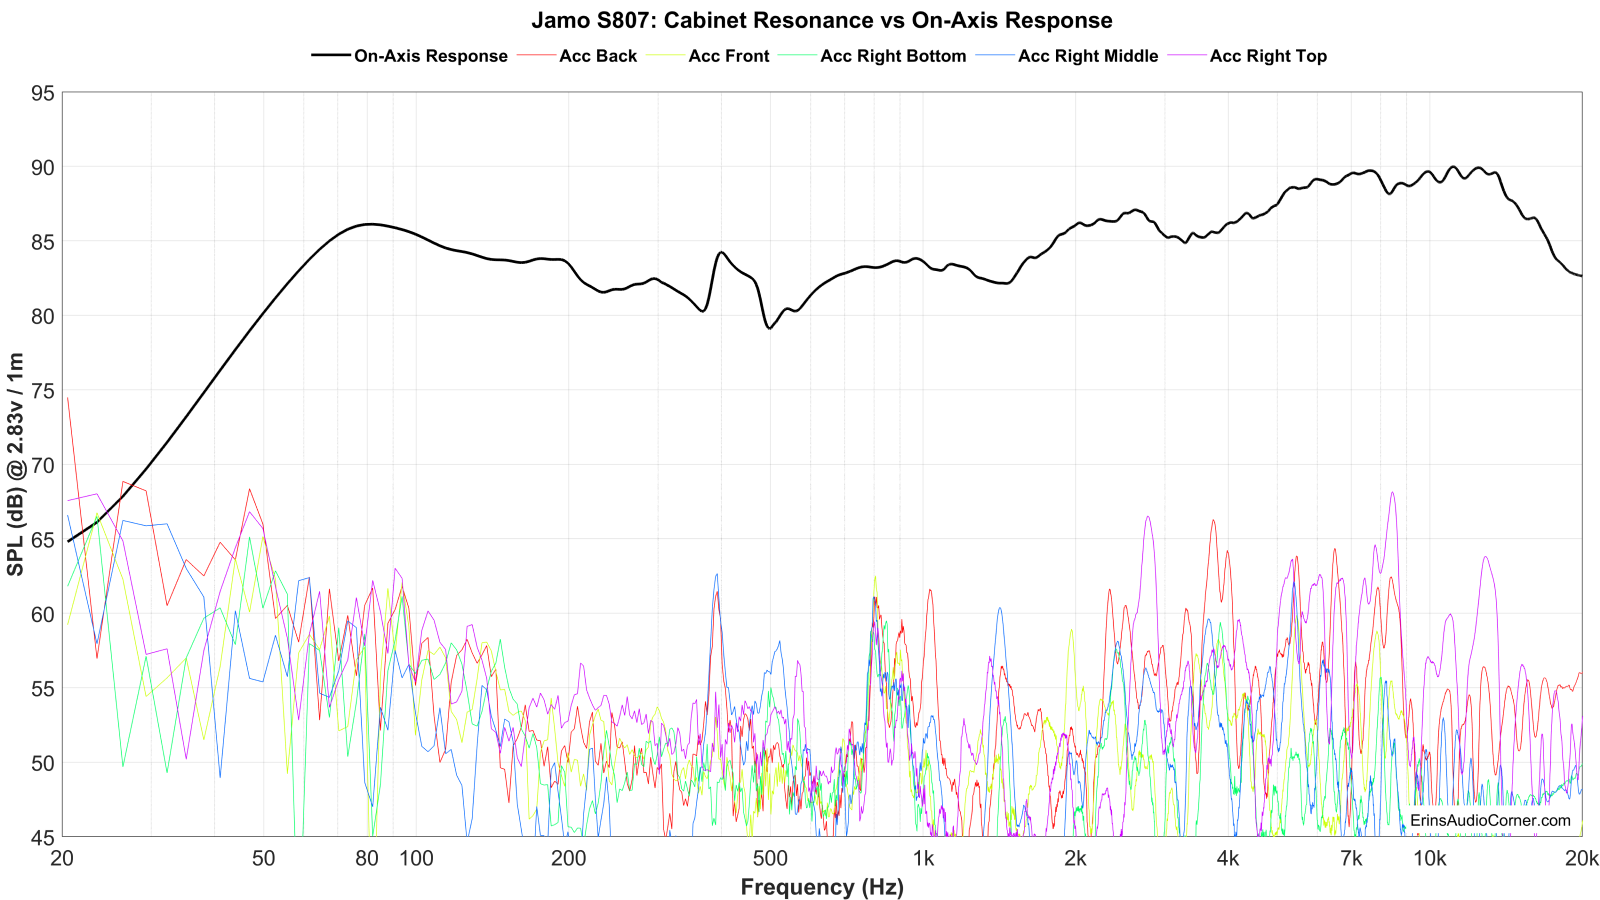 Jamo S807: Cabinet Resonance vs On-Axis Response
On-Axis Response Acc Back Acc Front Acc Right Bottom Acc Right Middle Acc Right Top
SPL (dB) @ 2.83v / 1m
95
90
85
80
75
70
65
60
55
50
45
ErinsAudioCorner.com
20 50 80 100 200 500 1k 2k 4k 7k 10k 20k
Frequency (Hz)